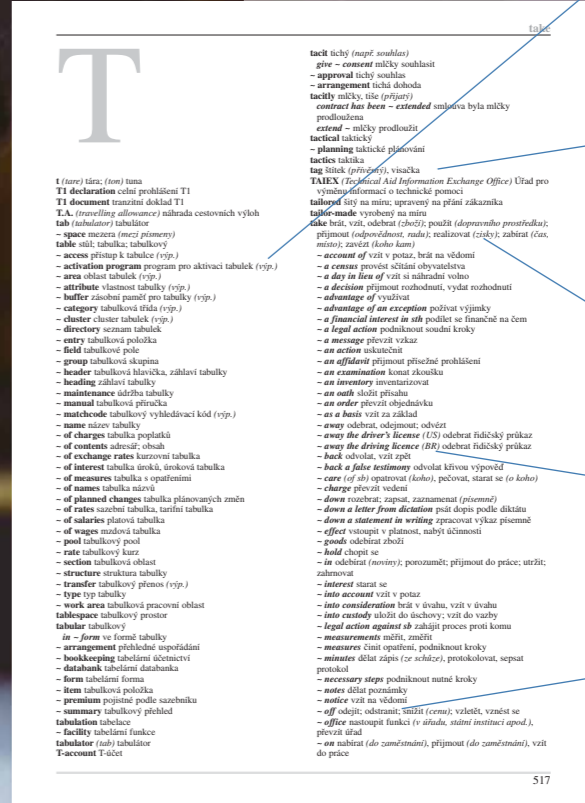 take
T
t (tare) tára; (ton) tuna
T1 declaration celní prohlášení T1
T1 document tranzitní doklad T1
T.A. (travelling allowance) náhrada cestovních výloh
tab (tabulator) tabulátor
~ space mezera (mezi písmeny)
table stůl; tabulka; tabulkový
~ access přístup k tabulce (výp.)
~ activation program program pro aktivaci tabulek (výp.)
~ area oblast tabulek (výp.)
~ attribute vlastnost tabulky (výp.)
~ buffer zásobní paměť pro tabulky (výp.)
~ category tabulková třída (výp.)
~ cluster cluster tabulek (výp.)
~ directory seznam tabulek
~ entry tabulková položka
~ field tabulkové pole
~ group tabulková skupina
~ header tabulková hlavička, záhlaví tabulky
~ heading záhlaví tabulky
~ maintenance údržba tabulky
~ manual tabulková příručka
~ matchcode tabulkový vyhledávací kód (výp.)
~ name název tabulky
~ of charges tabulka poplatků
~ of contents adresář; obsah
~ of exchange rates kurzovní tabulka
~ of interest tabulka úroků, úroková tabulka
~ of measures tabulka s opatřeními
~ of names tabulka názvů
~ of planned changes tabulka plánovaných změn
~ of rates sazební tabulka, tarifní tabulka
~ of salaries platová tabulka
~ of wages mzdová tabulka
~ pool tabulkový pool
~ rate tabulkový kurz
~ section tabulková oblast
~ structure struktura tabulky
~ transfer tabulkový přenos (výp.)
~ type typ tabulky
~ work area tabulková pracovní oblast
tablespace tabulkový prostor
tabular tabulkový
in ~ form ve formě tabulky
~ arrangement přehledné uspořádání
~ bookkeeping tabelární účetnictví
~ databank tabelární databanka
~ form tabelární forma
~ item tabulková položka
~ premium pojistné podle sazebníku
~ summary tabulkový přehled
tabulation tabelace
~ facility tabelární funkce
tabulator (tab) tabulátor
T-account T-účet
tacit tichý (např. souhlas)
give ~ consent mlčky souhlasit
~ approval tichý souhlas
~ arrangement tichá dohoda
tacitly mlčky, tiše (přijatý)
contract has been ~ extended smlouva byla mlčky
prodloužena
extend ~ mlčky prodloužit
tactical taktický
~ planning taktické plánování
tactics taktika
tag štítek (přívěsný), visačka
TAIEX (Technical Aid Information Exchange Office) Úřad pro
výměnu informací o technické pomoci
tailored šitý na míru; upravený na přání zákazníka
tailor-made vyrobený na míru
take brát, vzít, odebrat (zboží); použít (dopravního prostředku);
přijmout (odpovědnost, radu); realizovat (zisky); zabírat (čas,
místo); zavézt (koho kam)
~ account of vzít v potaz, brát na vědomí
~ a census provést sčítání obyvatelstva
~ a day in lieu of vzít si náhradní volno
~ a decision přijmout rozhodnutí, vydat rozhodnutí
~ advantage of využívat
~ advantage of an exception požívat výjimky
~ a financial interest in sth podílet se finančně na čem
~ a legal action podniknout soudní kroky
~ a message převzít vzkaz
~ an action uskutečnit
~ an affidavit přijmout přísežné prohlášení
~ an examination konat zkoušku
~ an inventory inventarizovat
~ an oath složit přísahu
~ an order převzít objednávku
~ as a basis vzít za základ
~ away odebrat, odejmout; odvézt
~ away the driver's license (US) odebrat řidičský průkaz
~ away the driving licence (BR) odebrat řidičský průkaz
~ back odvolat, vzít zpět
~ back a false testimony odvolat křivou výpověď
~ care (of sb) opatrovat (koho), pečovat, starat se (o koho)
~ charge převzít vedení
~ down rozebrat; zapsat, zaznamenat (písemně)
~ down a letter from dictation psát dopis podle diktátu
~ down a statement in writing zpracovat výkaz písemně
~ effect vstoupit v platnost, nabýt účinnosti
~ goods odebírat zboží
~ hold chopit se
~ in odebírat (noviny); porozumět; přijmout do práce; utržit;
zahrnovat
~ interest starat se
~ into account vzít v potaz
~ into consideration brát v úvahu, vzít v úvahu
~ into custody uložit do úschovy; vzít do vazby
~ legal action against sb zahájit proces proti komu
~ measurements měřit, změřit
~ measures činit opatření, podniknout kroky
~ minutes dělat zápis (ze schůze), protokolovat, sepsat
protokol
~ necessary steps podniknout nutné kroky
~ notes dělat poznámky
~ notice vzít na vědomí
~ off odejít; odstranit; snížit (cenu); vzletět, vznést se
~ office nastoupit funkci (v úřadu, státní instituci apod.),
převzít úřad
~ on nabírat (do zaměstnání), přijmout (do zaměstnání), vzít
do práce
517